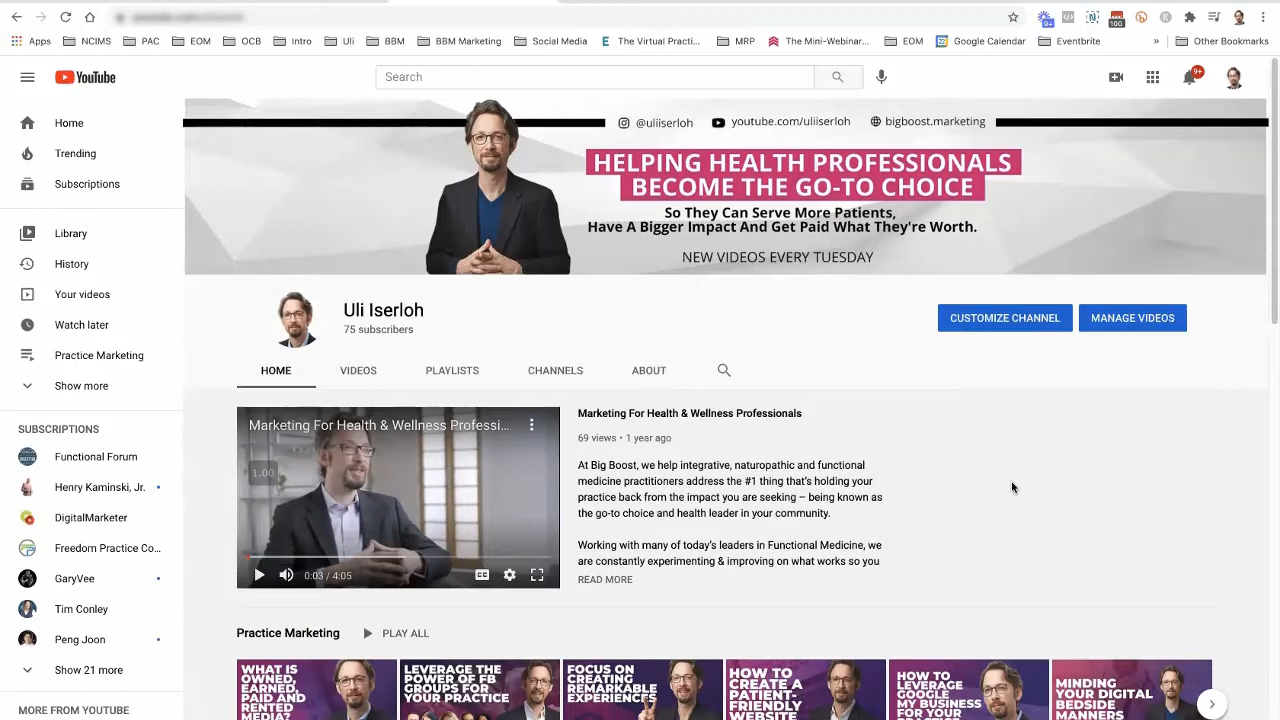 9+
100
Apps
NCIMS
PAC
EOM
OCB
Intro
Uli
BBM
BBM Marketing
Social Media
E The Virtual Practi...
MRP
The Mini-Webinar...
EOM
22 Google Calendar
Eventbrite
»
Other Bookmarks
YouTube
Search
9+
Home
Trending
Subscriptions
Library
History
Your videos
Watch later
Practice Marketing
Show more
SUBSCRIPTIONS
Functional Forum
Henry Kaminski, Jr.
DigitalMarketer
Freedom Practice Co...
GaryVee
Tim Conley
Peng Joon
Show 21 more
MORE FROM YOUTUBE
@uliiserloh
youtube.com/uliiserloh
bigboost.marketing
HELPING HEALTH PROFESSIONALS
BECOME THE GO-TO CHOICE
So They Can Serve More Patients,
Have A Bigger Impact And Get Paid What They're Worth.
NEW VIDEOS EVERY TUESDAY
Uli Iserloh
75 subscribers
CUSTOMIZE CHANNEL
MANAGE VIDEOS
HOME
VIDEOS
PLAYLISTS
CHANNELS
ABOUT
Marketing For Health & Wellness Professi...
1.00
0:03 / 4:05
CC
Marketing For Health & Wellness Professionals
69 views • 1 year ago
At Big Boost, we help integrative, naturopathic and functional
medicine practitioners address the #1 thing that's holding your
practice back from the impact you are seeking – being known as
the go-to choice and health leader in your community.
Working with many of today's leaders in Functional Medicine, we
are constantly experimenting & improving on what works so you
READ MORE
Practice Marketing
PLAY ALL
WHAT IS
OWNED,
EARNED,
PAID AND
RENTED
MEDIA?
LEVERAGE THE
POWER OF FB
GROUPS FOR
YOUR PRACTICE
FOCUS ON
CREATING
REMARKABLE
EXPERIENCES
HOW TO
CREATE A
PATIENT-
FRIENDLY
WEBSITE
HOW TO
LEVERAGE
GOOGLE
MY BUSINESS
FOR YOUR
MINDING
YOUR DIGITAL
BEDSIDE
MANNERS